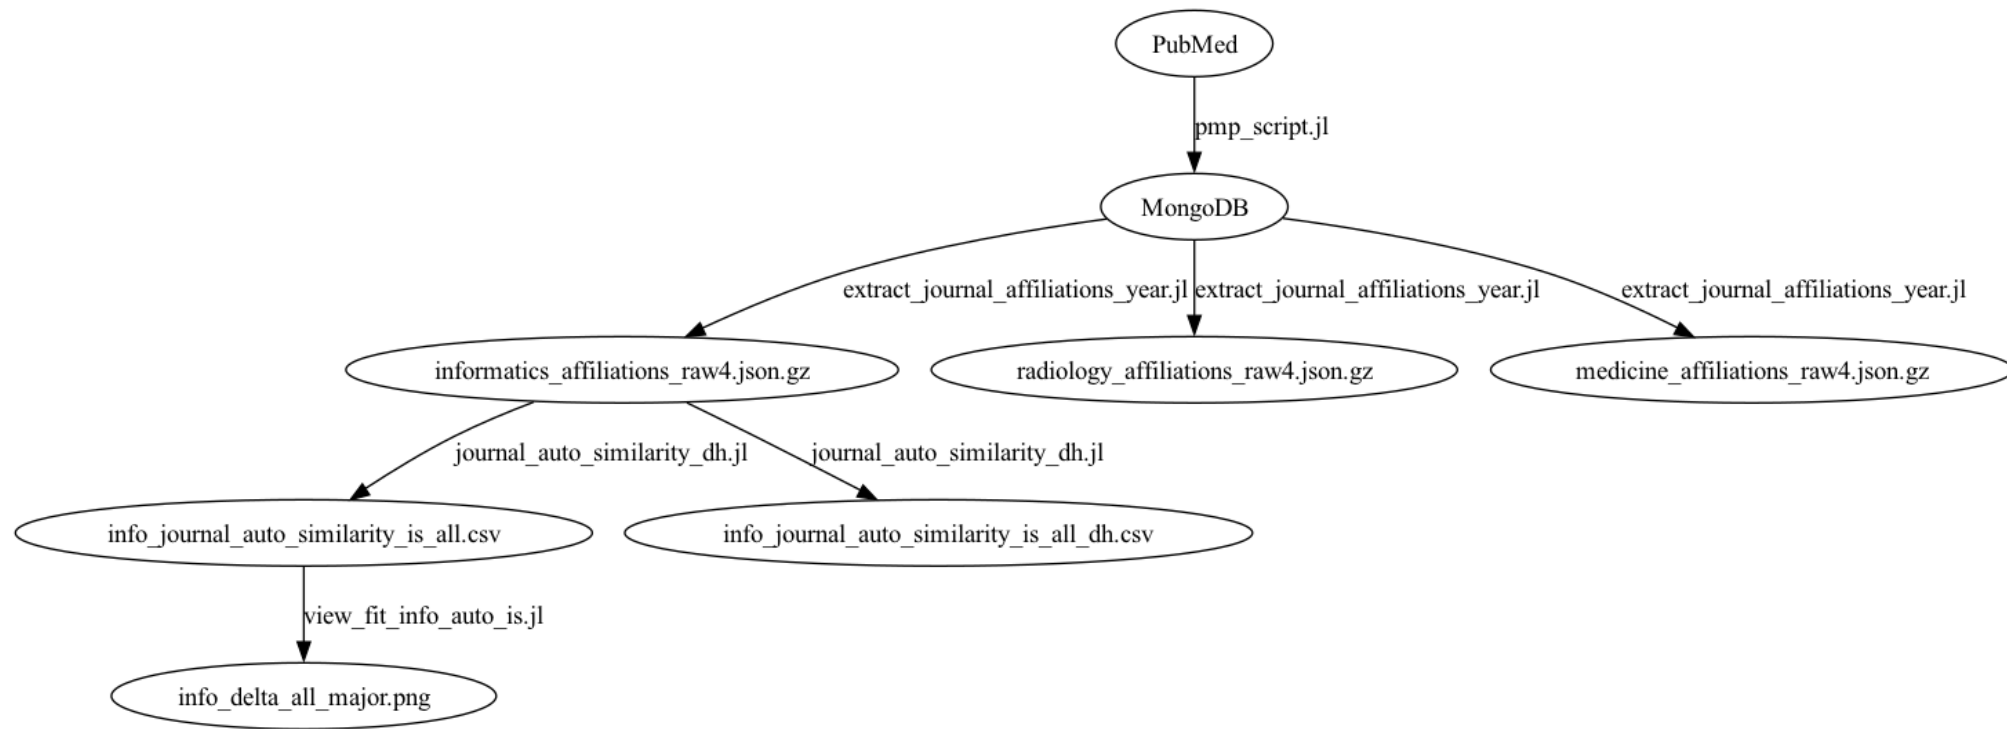 PubMed
pmp_script.jl
MongoDB
extract_journal_affiliations_year.jl
extract_journal_affiliations_year.jl
extract_journal_affiliations_year.jl
informatics_affiliations_raw4.json.gz
radiology_affiliations_raw4.json.gz
medicine_affiliations_raw4.json.gz
journal_auto_similarity_dh.jl
journal_auto_similarity_dh.jl
info_journal_auto_similarity_is_all.csv
info_journal_auto_similarity_is_all_dh.csv
view_fit_info_auto_is.jl
info_delta_all_major.png